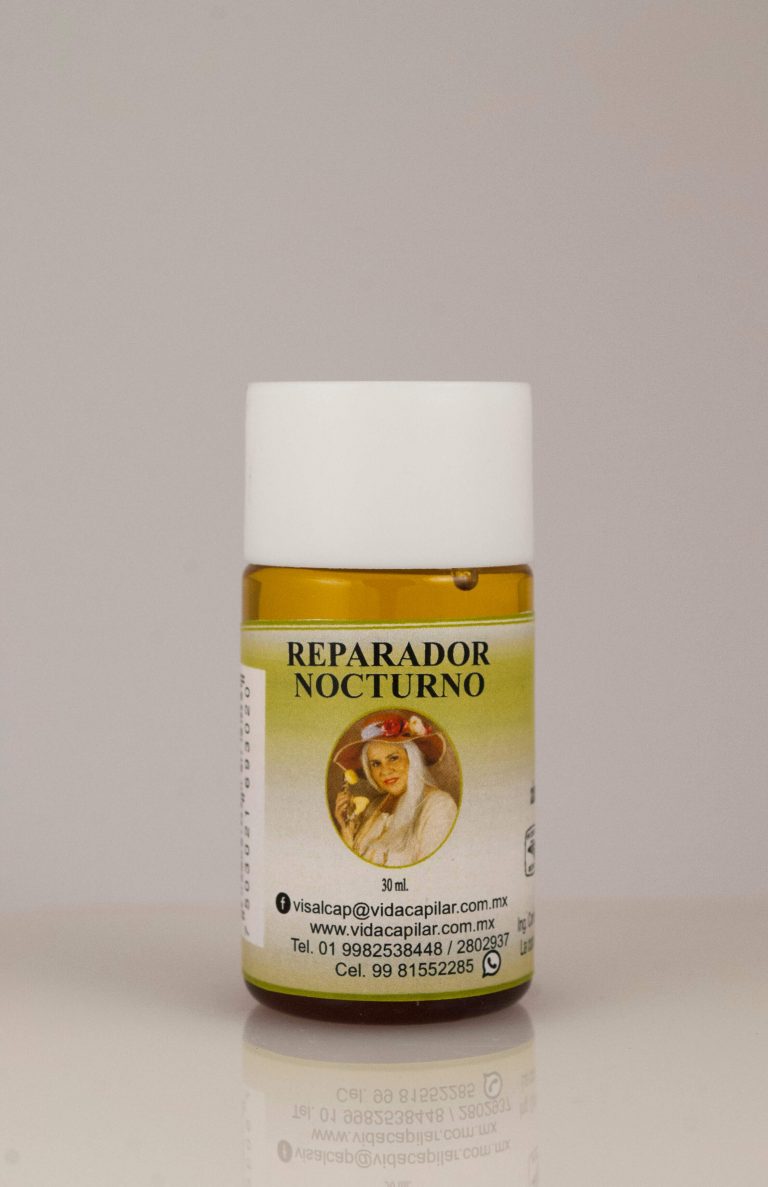 REPARADOR
NOCTURNO
30 ml.
visalcap@vidacapilar.com.mx
www.vidacapilar.com.mx
Tel. 01 9982538448 / 2802937
Cel. 99 81552285
Ing.